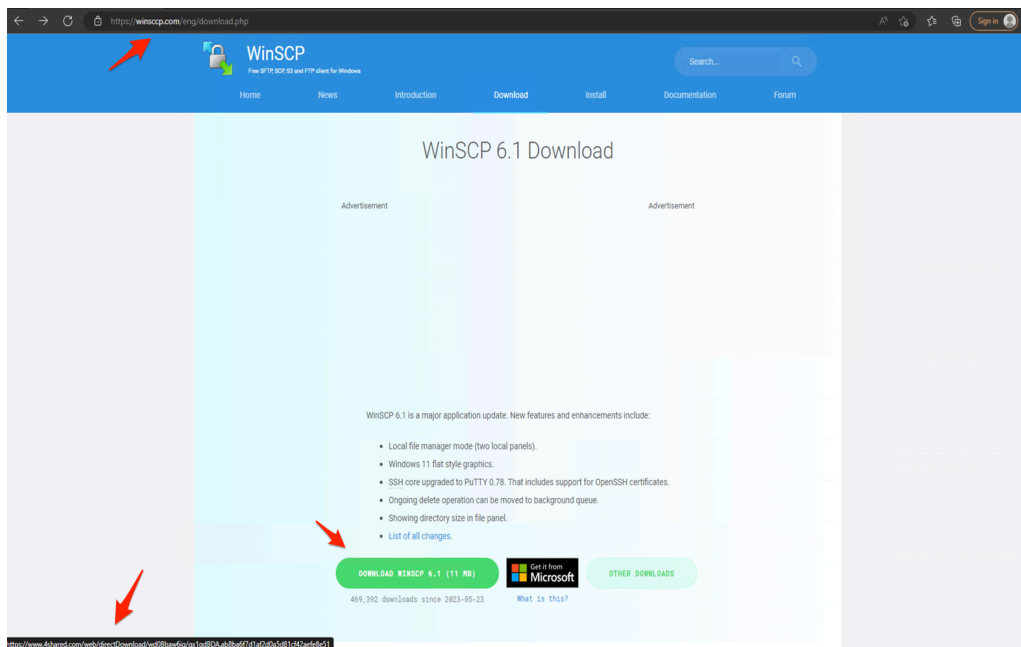 https://winsccp.com/eng/download.php
Sign in
WinSCP
Free SFTP, SCP, S3 and FTP client for Windows
Search...
Home News Introduction Download Install Documentation Forum
WinSCP 6.1 Download
Advertisement Advertisement
WinSCP 6.1 is a major application update. New features and enhancements include:
Local file manager mode (two local panels).
Windows 11 flat style graphics.
SSH core upgraded to PuTTY 0.78. That includes support for OpenSSH certificates.
Ongoing delete operation can be moved to background queue.
Showing directory size in file panel.
List of all changes.
DOWNLOAD WINSCP 6.1 (11 MB)
Get it from
Microsoft
OTHER DOWNLOADS
469,392 downloads since 2023-05-23
What is this?